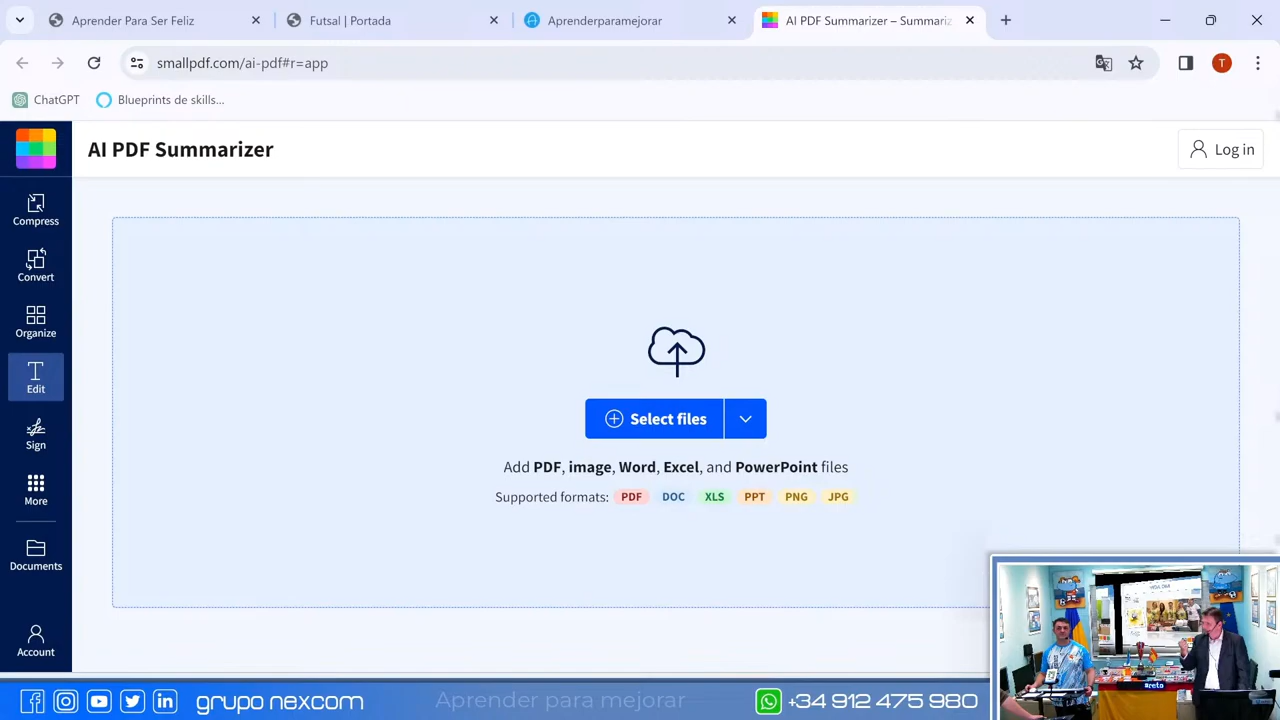 Aprender Para Ser Feliz
Futsal | Portada
Aprenderparamejorar
AI PDF Summarizer – Summariz
smallpdf.com/ai-pdf#r=app
T
ChatGPT
Blueprints de skills...
AI PDF Summarizer
Log in
Compress
Convert
Organize
Edit
Sign
More
Documents
Account
Select files
Add PDF, image, Word, Excel, and PowerPoint files
Supported formats: PDF DOC XLS PPT PNG JPG
#reto
grupo nexcom
Aprender para mejorar
+34 912 475 980